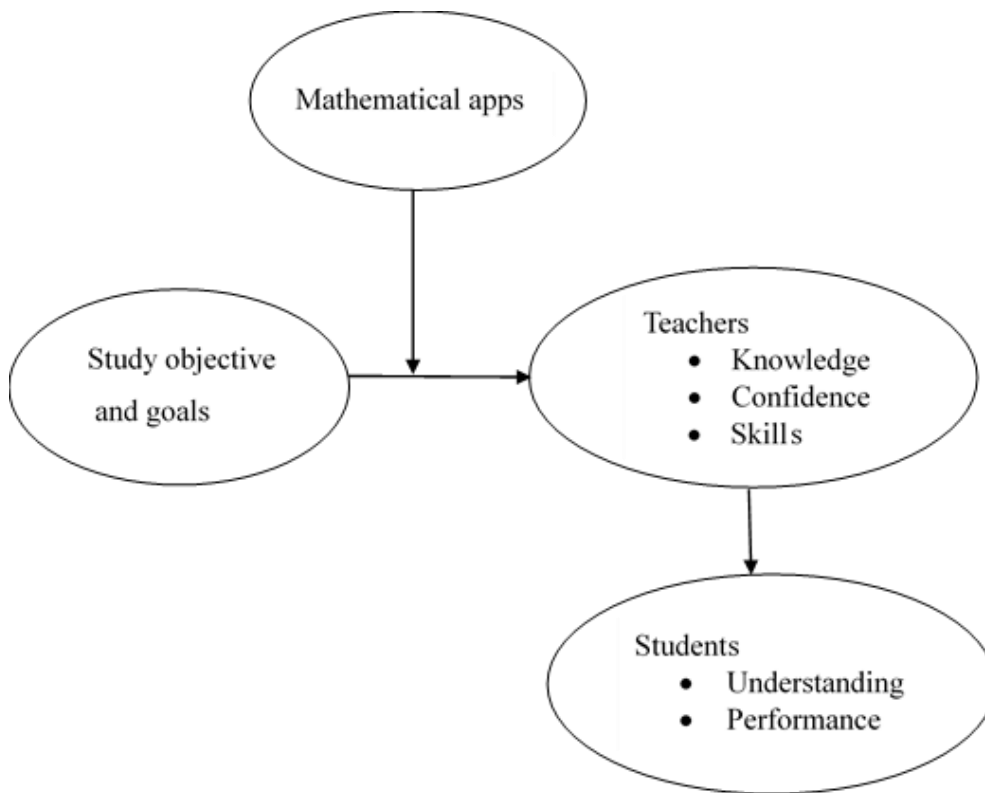 Mathematical apps
Study objective
and goals
Teachers
• Knowledge
• Confidence
• Skills
Students
• Understanding
• Performance